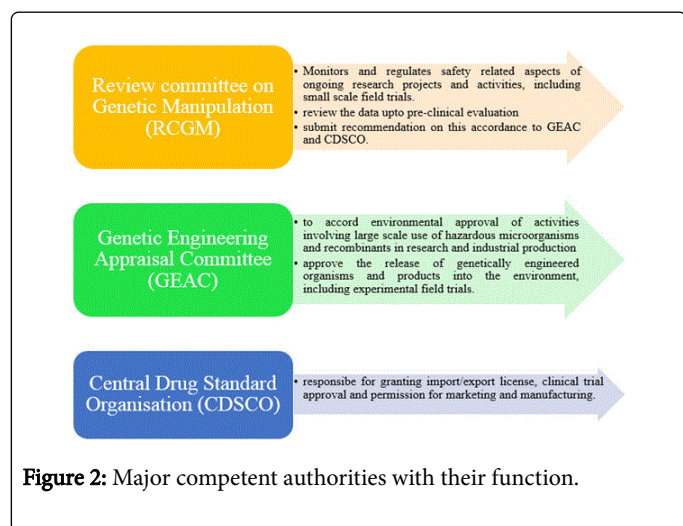 Review committee on
Genetic Manipulation
(RCGM)
• Monitors and regulates safety related aspects of
ongoing research projects and activities, including
small scale field trials.
• review the data upto pre-clinical evaluation
• submit recommendation on this accordance to GEAC
and CDSCO.
Genetic Engineering
Appraisal Committee
(GEAC)
• to accord environmental approval of activities
involving large scale use of hazardous microorganisms
and recombinants in research and industrial production
• approve the release of genetically engineered
organisms and products into the environment,
including experimental field trials.
Central Drug Standard
Organisation (CDSCO)
• responsibe for granting import/export license, clinical trial
approval and permission for marketing and manufacturing.
Figure 2: Major competent authorities with their function.